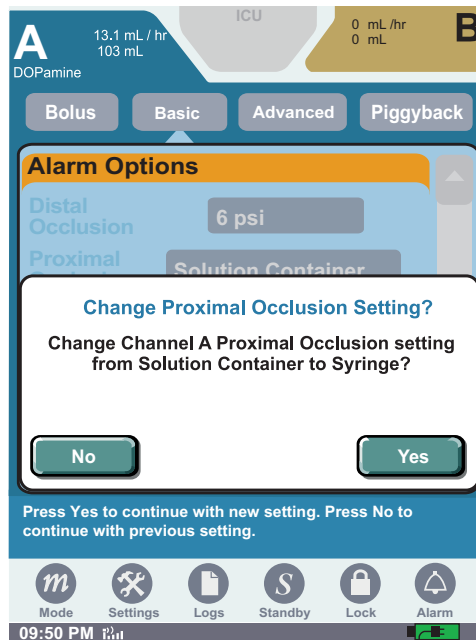 ICU
A
13.1 mL / hr
103 mL
DOPamine
0 mL /hr
0 mL
B
Bolus
Basic
Advanced
Piggyback
Alarm Options
Distal
Occlusion
6 psi
Proximal
Solution Container
Change Proximal Occlusion Setting?
Change Channel A Proximal Occlusion setting
from Solution Container to Syringe?
No
Yes
Press Yes to continue with new setting. Press No to
continue with previous setting.
m
S
Mode
Settings
Logs
Standby
Lock
Alarm
09:50 PM